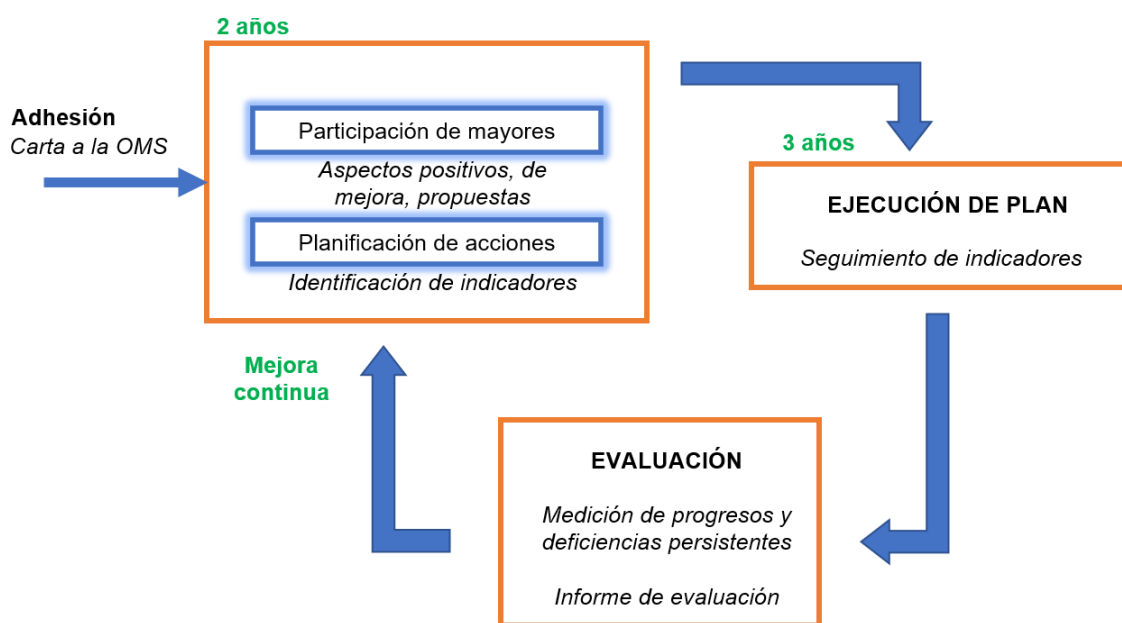 2 años
Adhesión
Carta a la OMS
Participación de mayores
Aspectos positivos, de
mejora, propuestas
Planificación de acciones
Identificación de indicadores
3 años
EJECUCIÓN DE PLAN
Seguimiento de indicadores
Mejora
continua
EVALUACIÓN
Medición de progresos y
deficiencias persistentes
Informe de evaluación